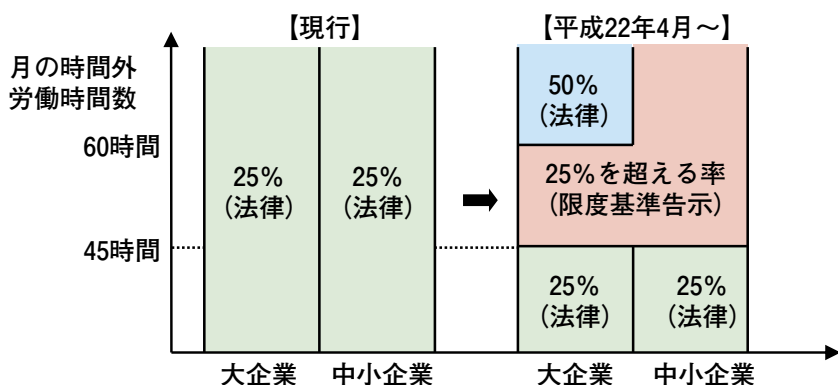 【現行】
【平成22年4月～】
月の時間外
労働時間数
60時間
45時間
25%
(法律)
25%
(法律)
50%
(法律)
25%を超える率
(限度基準告示)
25%
(法律)
25%
(法律)
大企業
中小企業
大企業
中小企業